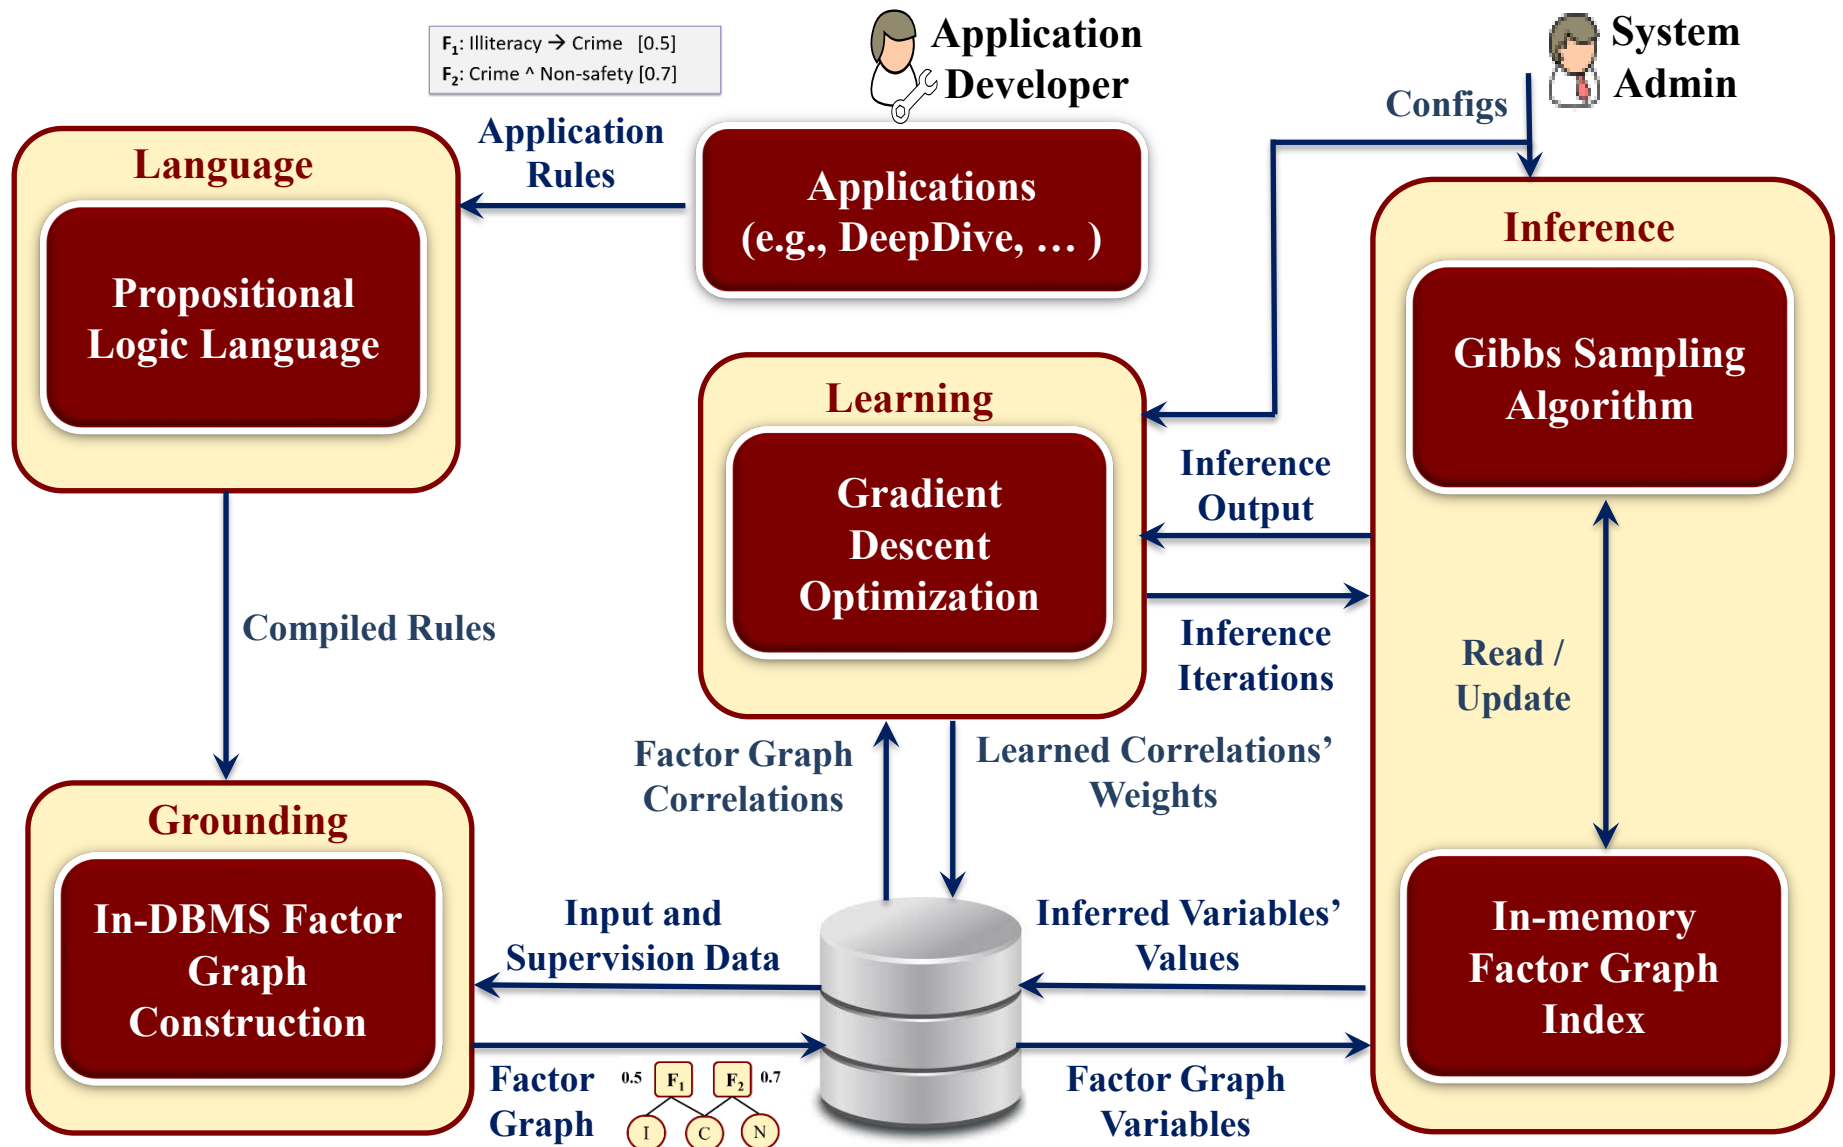 F1: Illiteracy → Crime [0.5]
F2: Crime ^ Non-safety [0.7]
Application
Developer
System
Admin
Configs
Application
Rules
Language
Propositional
Logic Language
Applications
(e.g., DeepDive, … )
Inference
Gibbs Sampling
Algorithm
Learning
Gradient
Descent
Optimization
Inference
Output
Inference
Iterations
Read /
Update
Compiled Rules
Factor Graph
Correlations
Learned Correlations’
Weights
Grounding
In-DBMS Factor
Graph
Construction
Input and
Supervision Data
Inferred Variables’
Values
In-memory
Factor Graph
Index
Factor
Graph
0.5 F1 F2 0.7
I C N
Factor Graph
Variables